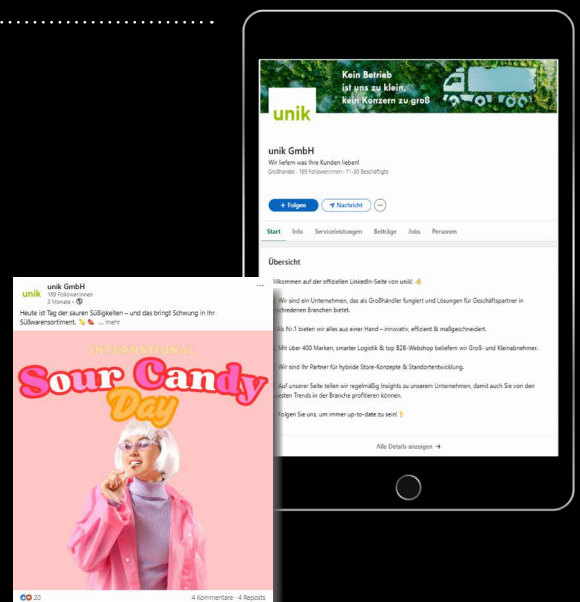 Kein Betrieb
ist uns zu klein,
kein Konzern zu groß
unik
unik GmbH
Wir liefern was Ihre Kunden lieben!
Großhandel · 169 Follower:innen · 11-50 Beschäftigte
+ Folgen
Nachricht
Start Info Serviceleistungen Beiträge Jobs Personen
Übersicht
lkommen auf der offiziellen LinkedIn-Seite von unik!
Wir sind ein Unternehmen, das als Großhändler fungiert und Lösungen für Geschäftspartner in
chiedenen Branchen bietet.
Als Nr.1 bieten wir alles aus einer Hand – innovativ, effizient & maßgeschneidert.
Mit über 400 Marken, smarter Logistik & top B2B-Webshop beliefern wir Groß- und Kleinabnehmer.
Wir sind Ihr Partner für hybride Store-Konzepte & Standortentwicklung.
Auf unserer Seite teilen wir regelmäßig Insights zu unserem Unternehmen, damit auch Sie von den
uesten Trends in der Branche profitieren können.
Folgen Sie uns, um immer up-to-date zu sein!
Alle Details anzeigen →
unik
unik GmbH
169 Follower:innen
3 Monate •
Heute ist Tag der sauren Süßigkeiten – und das bringt Schwung in Ihr
Süßwarensortiment. ... mehr
INTERNATIONAL
Sour Candy
Day
20
4 Kommentare · 4 Reposts